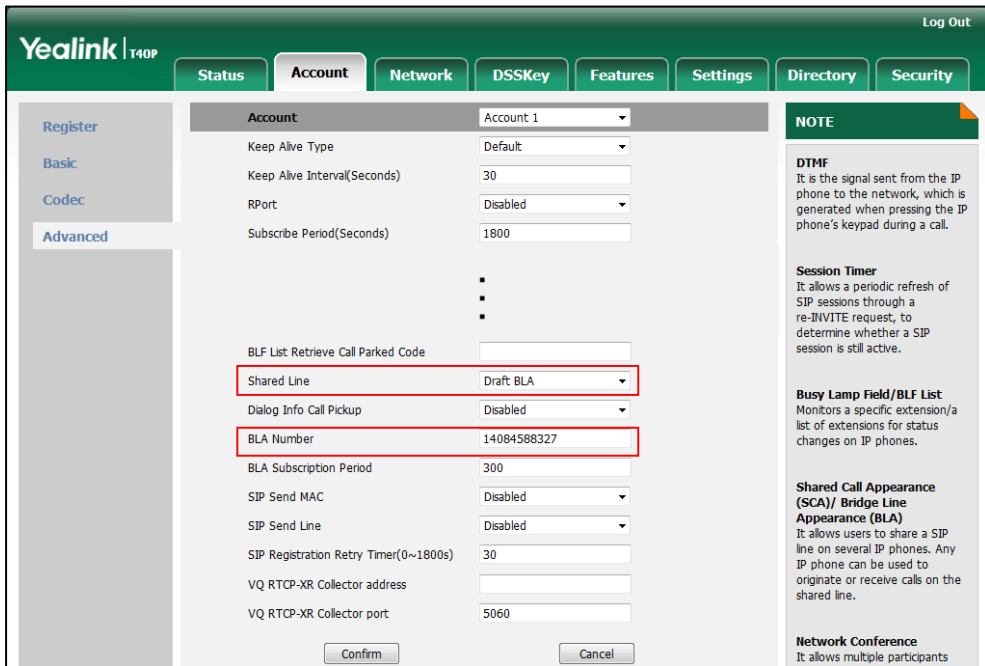 Log Out
Yealink T40P
Status Account Network DSSKey Features Settings Directory Security
Register
Basic
Codec
Advanced
Account Account 1
Keep Alive Type Default
Keep Alive Interval(Seconds) 30
RPort Disabled
Subscribe Period(Seconds) 1800
BLF List Retrieve Call Parked Code
Shared Line Draft BLA
Dialog Info Call Pickup Disabled
BLA Number 14084588327
BLA Subscription Period 300
SIP Send MAC Disabled
SIP Send Line Disabled
SIP Registration Retry Timer(0~1800s) 30
VQ RTCP-XR Collector address
VQ RTCP-XR Collector port 5060
Confirm Cancel
NOTE
DTMF
It is the signal sent from the IP
phone to the network, which is
generated when pressing the IP
phone's keypad during a call.
Session Timer
It allows a periodic refresh of
SIP sessions through a
re-INVITE request, to
determine whether a SIP
session is still active.
Busy Lamp Field/BLF List
Monitors a specific extension/a
list of extensions for status
changes on IP phones.
Shared Call Appearance
(SCA)/ Bridge Line
Appearance (BLA)
It allows users to share a SIP
line on several IP phones. Any
IP phone can be used to
originate or receive calls on the
shared line.
Network Conference
It allows multiple participants